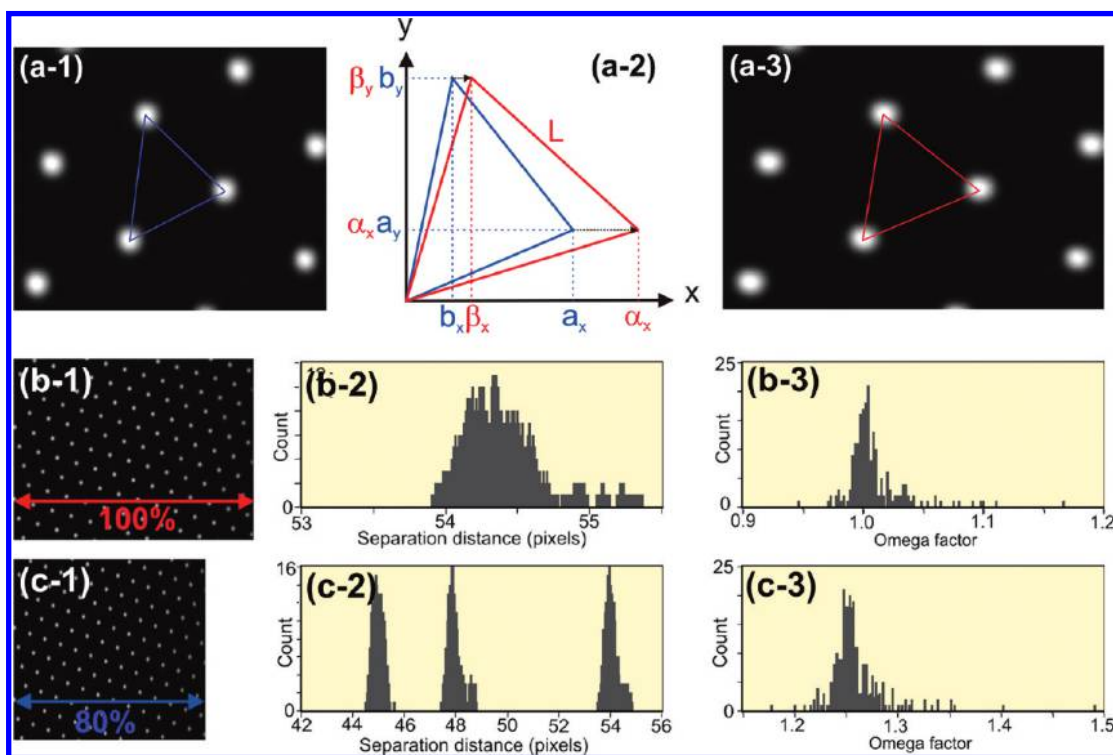 (a-1)
y
β_y b_y
(a-2)
L
α_x a_y
x
b_x β_x a_x α_x
(a-3)
(b-1)
100%
(b-2)
Count
0
53 54 55
Separation distance (pixels)
(b-3)
25
Count
0
0.9 1.0 1.1 1.2
Omega factor
(c-1)
80%
(c-2)
16
Count
0
42 44 46 48 50 52 54 56
Separation distance (pixels)
(c-3)
25
Count
0
1.2 1.3 1.4 1.5
Omega factor